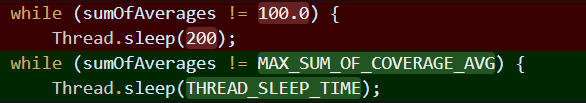 while (sumOfAverages != 100.0) {
Thread.sleep(200);
while (sumOfAverages != MAX_SUM_OF_COVERAGE_AVG) {
Thread.sleep(THREAD_SLEEP_TIME);